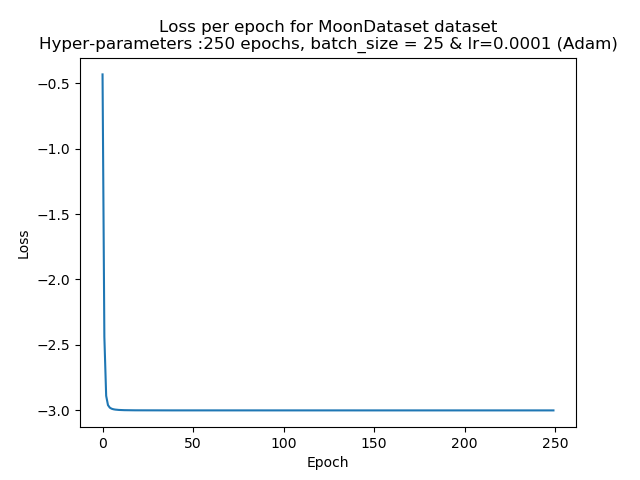 Loss per epoch for MoonDataset dataset
Hyper-parameters :250 epochs, batch_size = 25 & lr=0.0001 (Adam)
−0.5
−1.0
−1.5
−2.0
−2.5
−3.0
Loss
0 50 100 150 200 250
Epoch